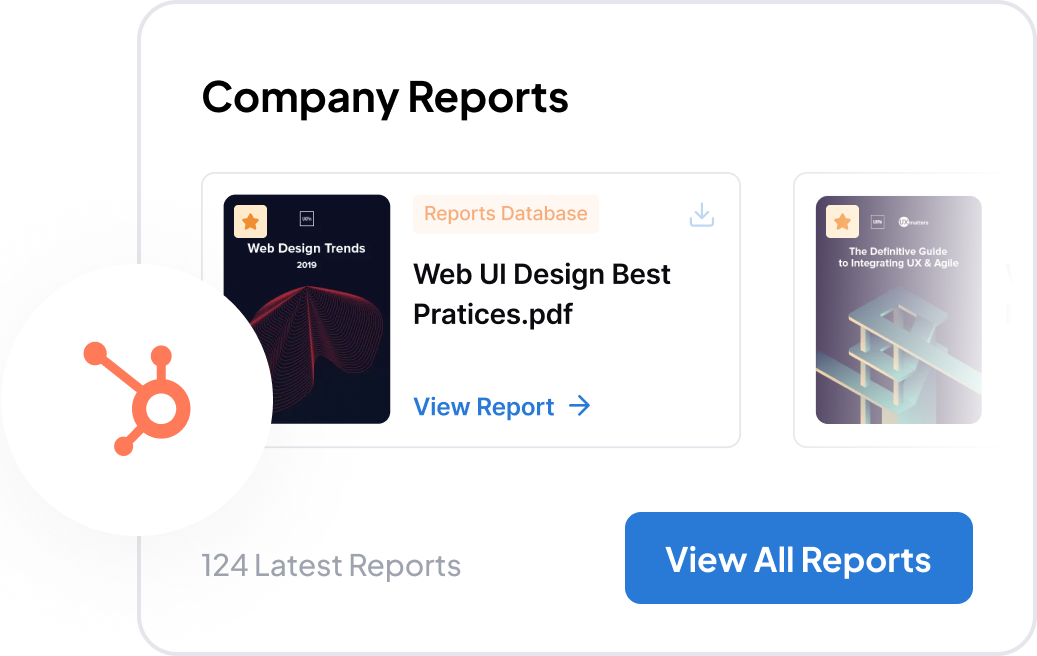 Company Reports
Web Design Trends
2019
Reports Database
Web UI Design Best
Pratices.pdf
View Report
The Definitive Guide
to Integrating UX & Agile
124 Latest Reports
View All Reports